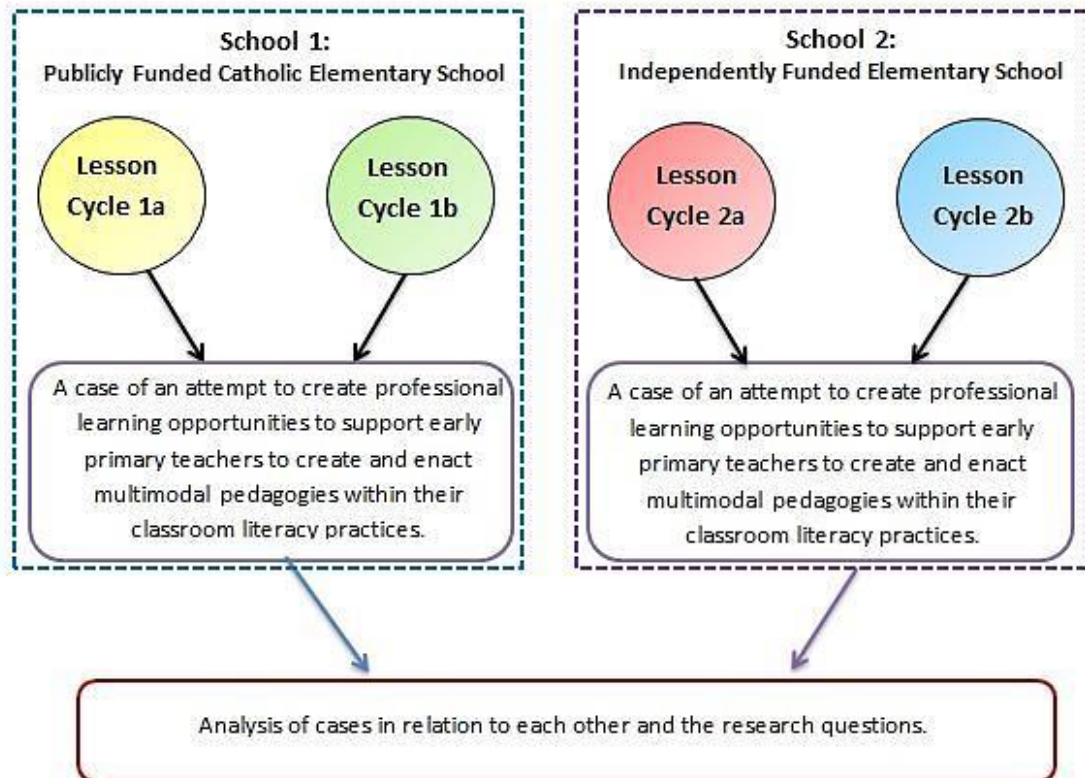 School 1:
Publicly Funded Catholic Elementary School
Lesson
Cycle 1a
Lesson
Cycle 1b
A case of an attempt to create professional
learning opportunities to support early
primary teachers to create and enact
multimodal pedagogies within their
classroom literacy practices.
School 2:
Independently Funded Elementary School
Lesson
Cycle 2a
Lesson
Cycle 2b
A case of an attempt to create professional
learning opportunities to support early
primary teachers to create and enact
multimodal pedagogies within their
classroom literacy practices.
Analysis of cases in relation to each other and the research questions.